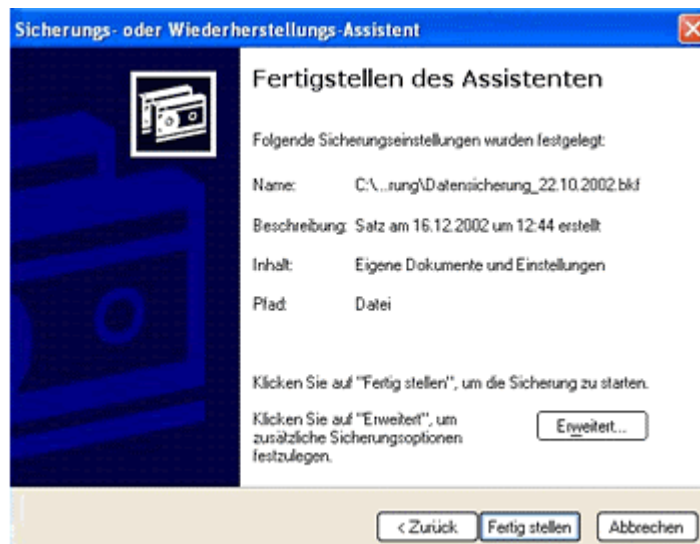 Sicherungs- oder Wiederherstellungs-Assistent
Fertigstellen des Assistenten
Folgende Sicherungseinstellungen wurden festgelegt:
Name: C:\...rung\Datensicherung_22.10.2002.bkf
Beschreibung: Satz am 16.12.2002 um 12:44 erstellt
Inhalt: Eigene Dokumente und Einstellungen
Pfad: Datei
Klicken Sie auf "Fertig stellen", um die Sicherung zu starten.
Klicken Sie auf "Erweitert", um
zusätzliche Sicherungsoptionen
festzulegen.
Erweitert...
< Zurück Fertig stellen Abbrechen